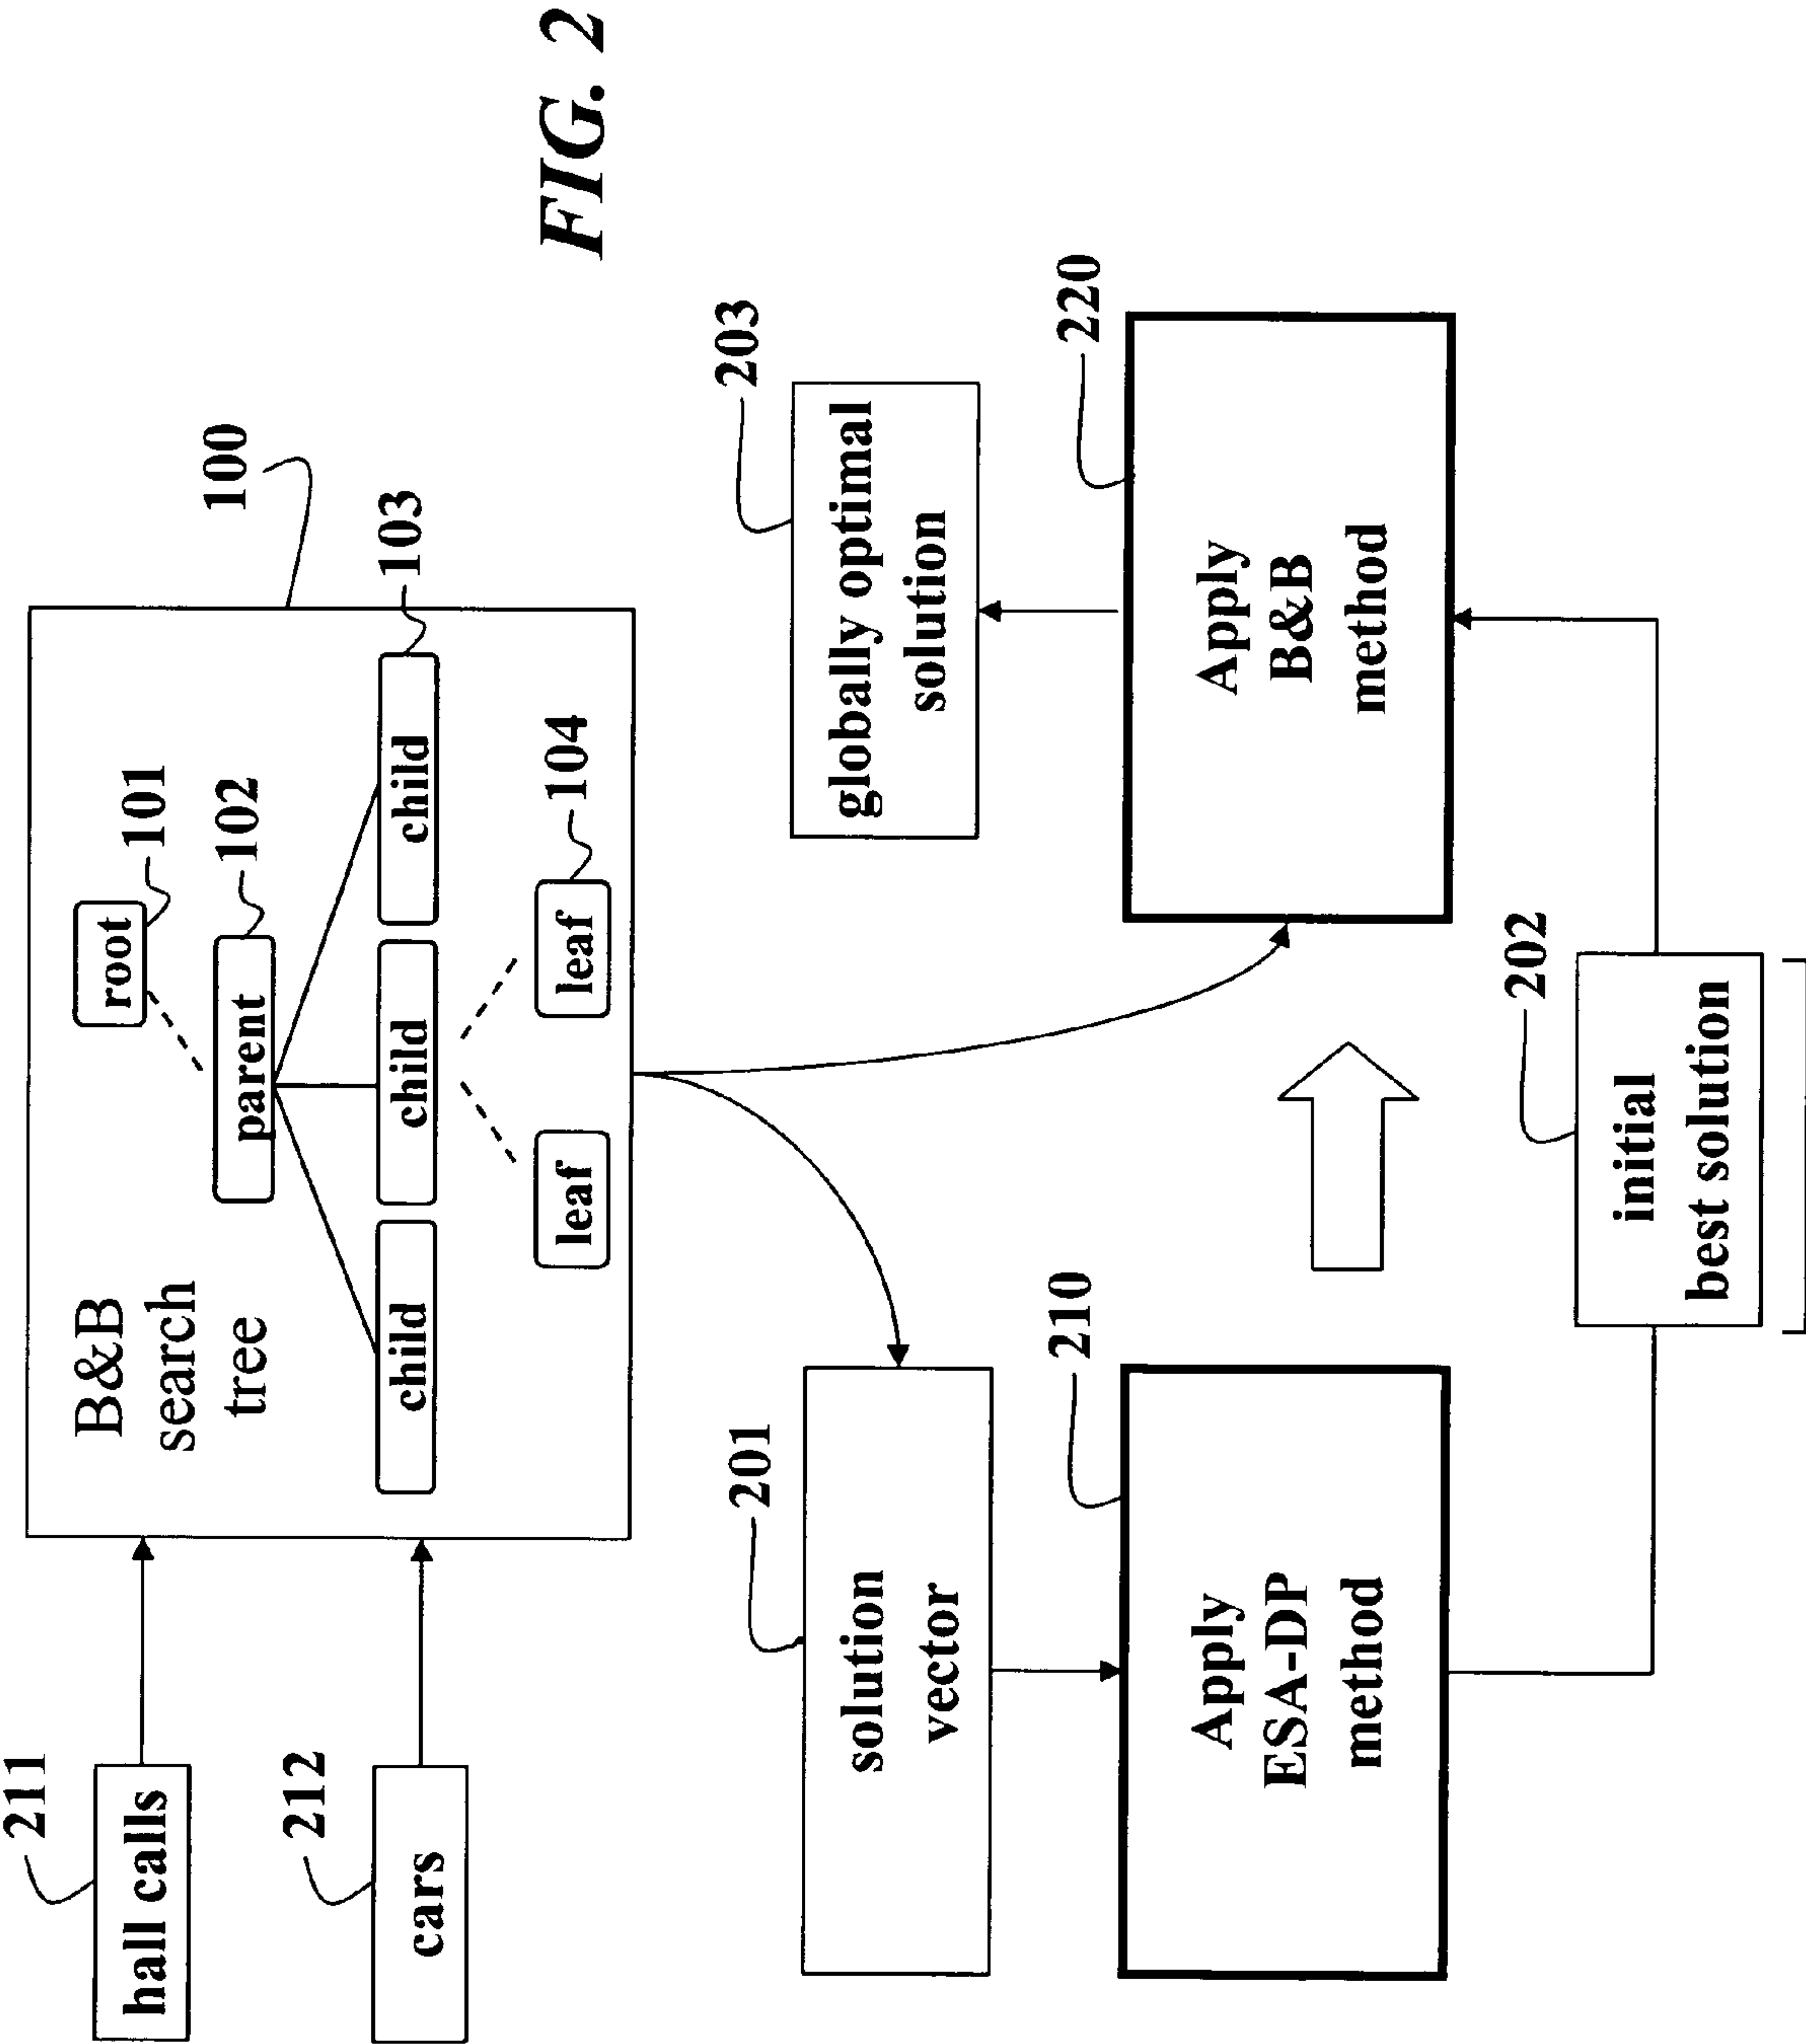 211
hall calls
212
cars
B&B
search
tree
root
101
parent
102
child
child
child
103
leaf
leaf
104
100
FIG. 2
201
solution
vector
203
globally optimal
solution
210
Apply
ESA-DP
method
220
Apply
B&B
method
202
initial
best solution